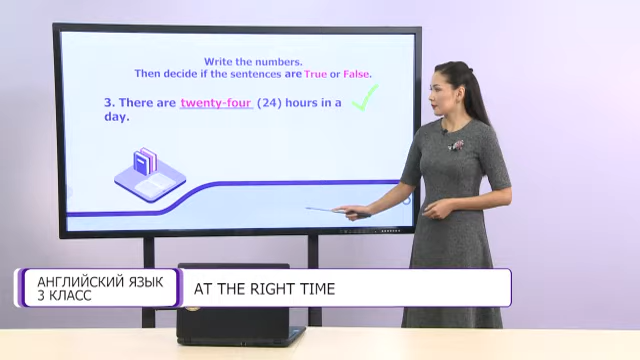 Write the numbers.
Then decide if the sentences are True or False.
3. There are twenty-four (24) hours in a
day.
АНГЛИЙСКИЙ ЯЗЫК
3 КЛАСС
AT THE RIGHT TIME